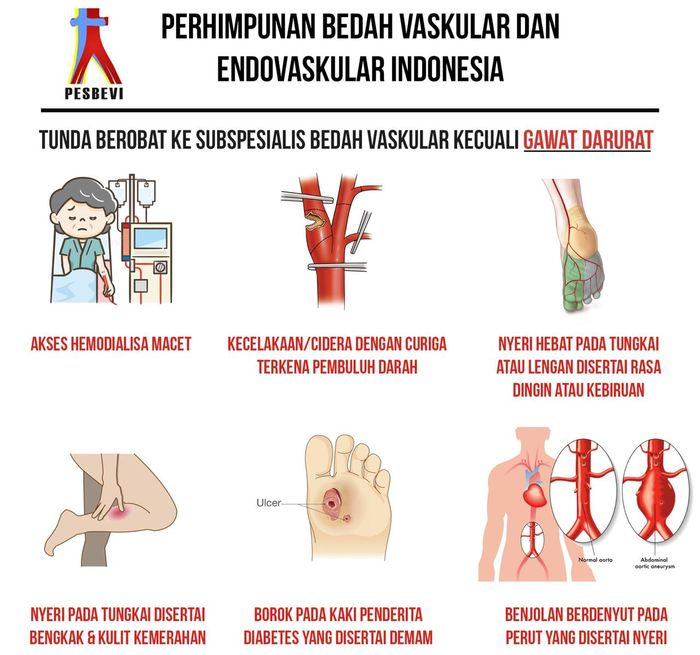 PERHIMPUNAN BEDAH VASKULAR DAN
ENDOVASKULAR INDONESIA
PESBEVI
TUNDA BEROBAT KE SUBSPESIALIS BEDAH VASKULAR KECUALI GAWAT DARURAT
AKSES HEMODIALISA MACET
KECELAKAAN/CIDERA DENGAN CURIGA
TERKENA PEMBULUH DARAH
NYERI HEBAT PADA TUNGKAI
ATAU LENGAN DISERTAI RASA
DINGIN ATAU KEBIRUAN
Ulcer
Normal aorta
Abdominal
aortic aneurysm
NYERI PADA TUNGKAI DISERTAI
BENGKAK & KULIT KEMERAHAN
BOROK PADA KAKI PENDERITA
DIABETES YANG DISERTAI DEMAM
BENJOLAN BERDENYUT PADA
PERUT YANG DISERTAI NYERI